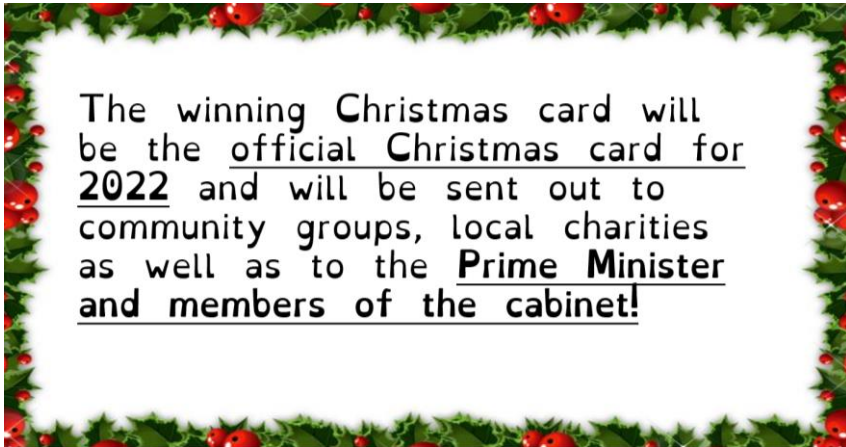 The winning Christmas card will
be the official Christmas card for
2022 and will be sent out to
community groups, local charities
as well as to the Prime Minister
and members of the cabinet!